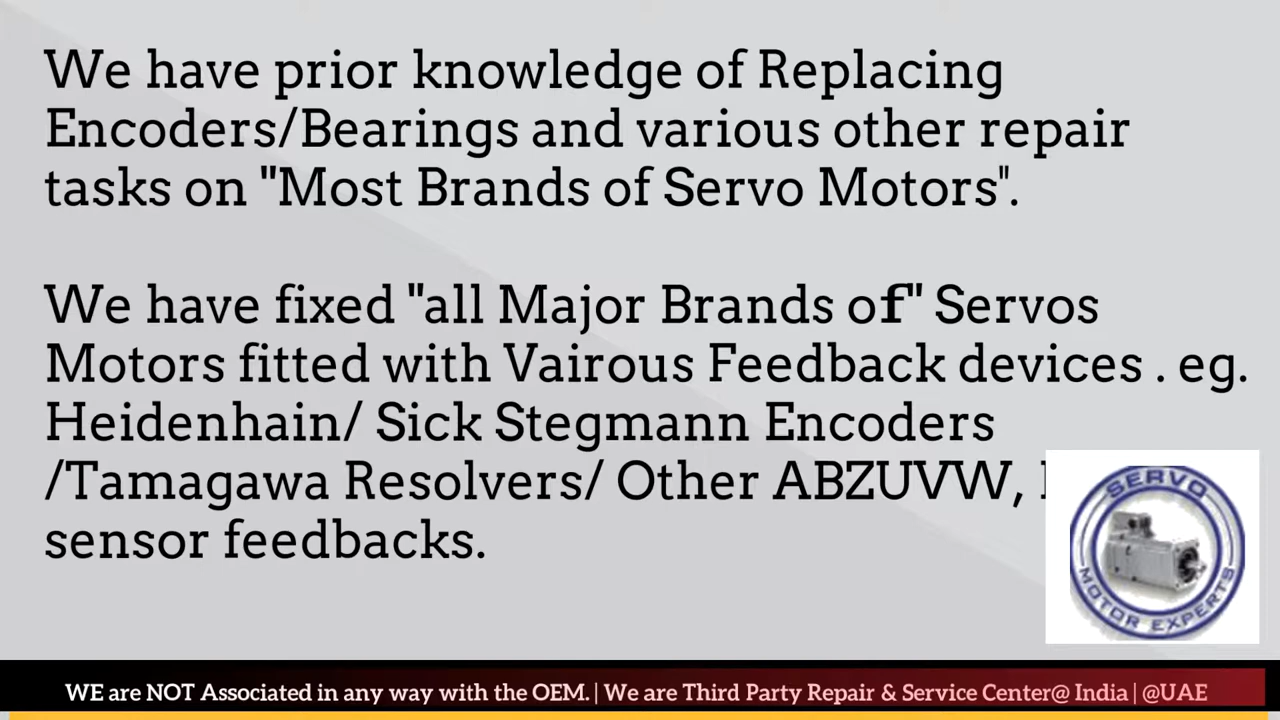 We have prior knowledge of Replacing
Encoders/Bearings and various other repair
tasks on "Most Brands of Servo Motors".
We have fixed "all Major Brands of" Servos
Motors fitted with Vairous Feedback devices . eg.
Heidenhain/ Sick Stegmann Encoders
/Tamagawa Resolvers/ Other ABZUVW,
sensor feedbacks.
SERVO
MOTOR EXPERTS
WE are NOT Associated in any way with the OEM. | We are Third Party Repair & Service Center@ India | @UAE